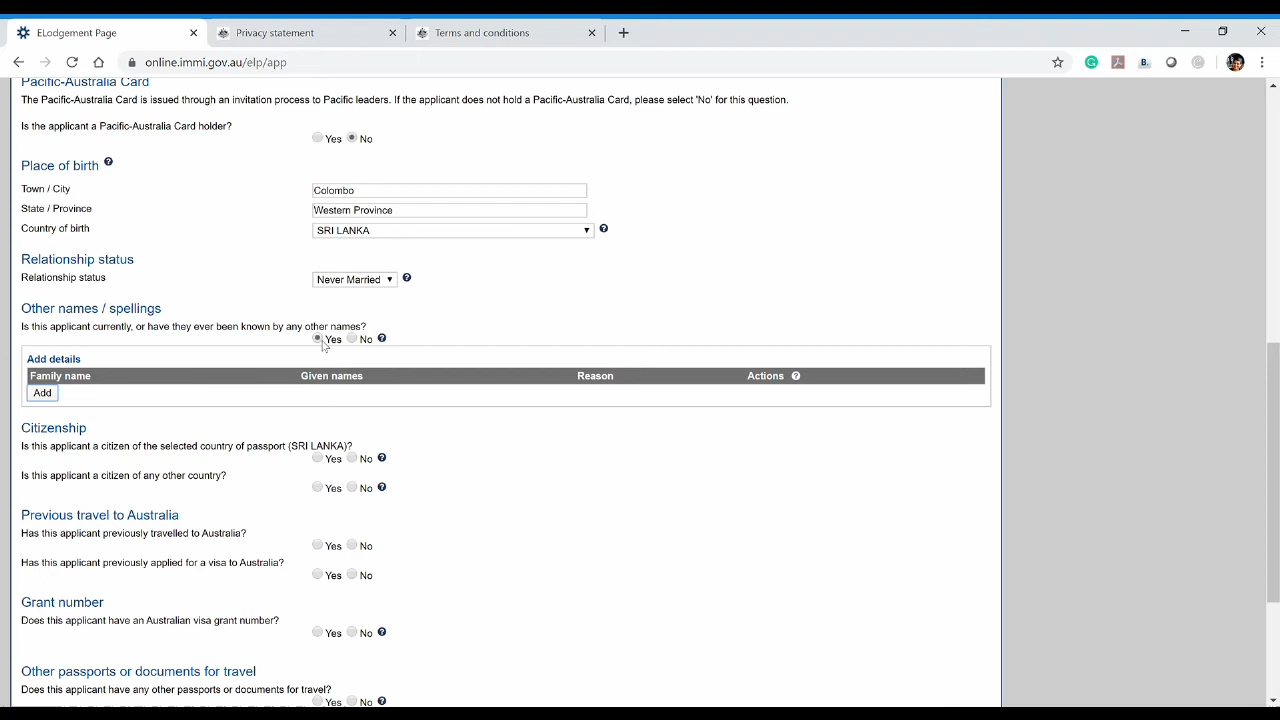 ELodgement Page
Privacy statement
Terms and conditions
online.immi.gov.au/elp/app
Pacific-Australia Card
The Pacific-Australia Card is issued through an invitation process to Pacific leaders. If the applicant does not hold a Pacific-Australia Card, please select 'No' for this question.
Is the applicant a Pacific-Australia Card holder?
Yes No
Place of birth ?
Town / City Colombo
State / Province Western Province
Country of birth SRI LANKA ?
Relationship status
Relationship status Never Married ?
Other names / spellings
Is this applicant currently, or have they ever been known by any other names?
Yes No ?
Add details
Family name Given names Reason Actions ?
Add
Citizenship
Is this applicant a citizen of the selected country of passport (SRI LANKA)?
Yes No ?
Is this applicant a citizen of any other country?
Yes No ?
Previous travel to Australia
Has this applicant previously travelled to Australia?
Yes No
Has this applicant previously applied for a visa to Australia?
Yes No
Grant number
Does this applicant have an Australian visa grant number?
Yes No ?
Other passports or documents for travel
Does this applicant have any other passports or documents for travel?
Yes No ?